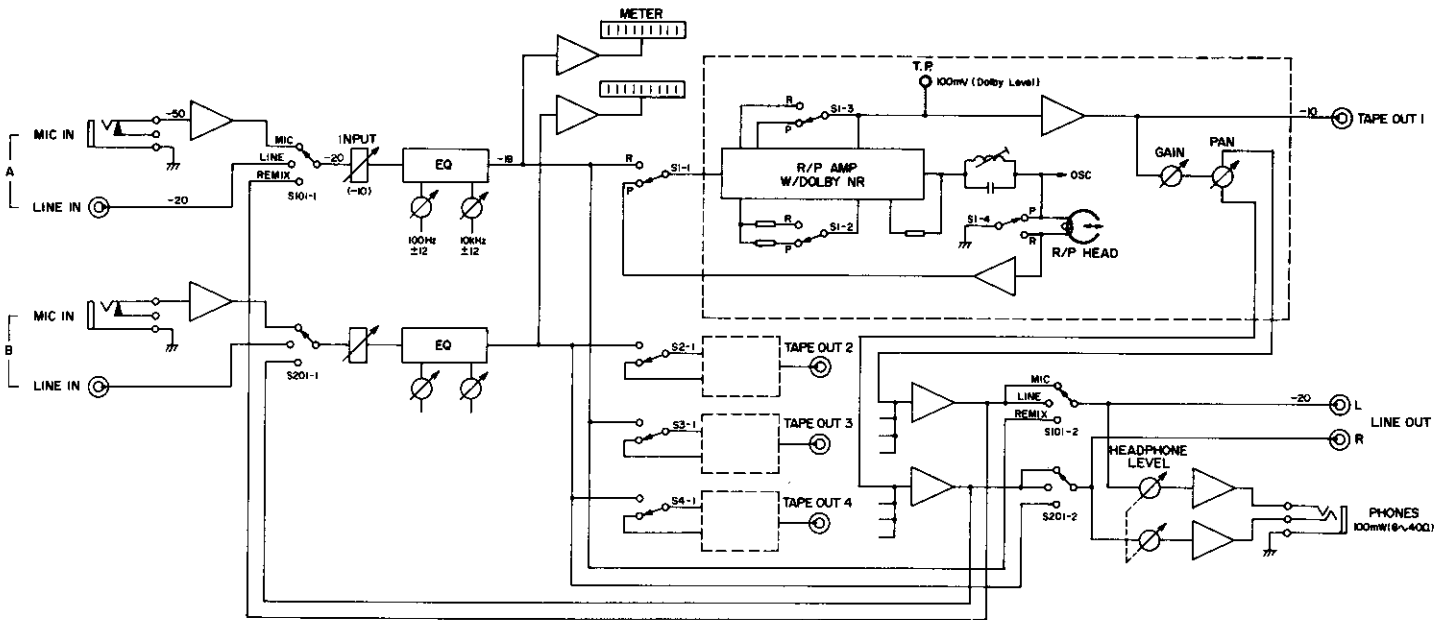 METER
T.P.
100mV (Dolby Level)
MIC IN
-50
A
LINE IN
-20
MIC
LINE
REMIX
S101-1
-20
INPUT
(-10)
EQ
-18
100Hz
±12
10kHz
±12
R
P
S1-1
R
P
S1-3
R/P AMP
W/DOLBY NR
R
P
S1-2
OSC
S1-4
P
R
R/P HEAD
-10
TAPE OUT 1
GAIN
PAN
MIC IN
B
LINE IN
S201-1
EQ
S2-1
TAPE OUT 2
S3-1
TAPE OUT 3
S4-1
TAPE OUT 4
MIC
LINE
REMIX
S101-2
-20
L
LINE OUT
R
HEADPHONE
LEVEL
S201-2
PHONES
100mW(8~40Ω)